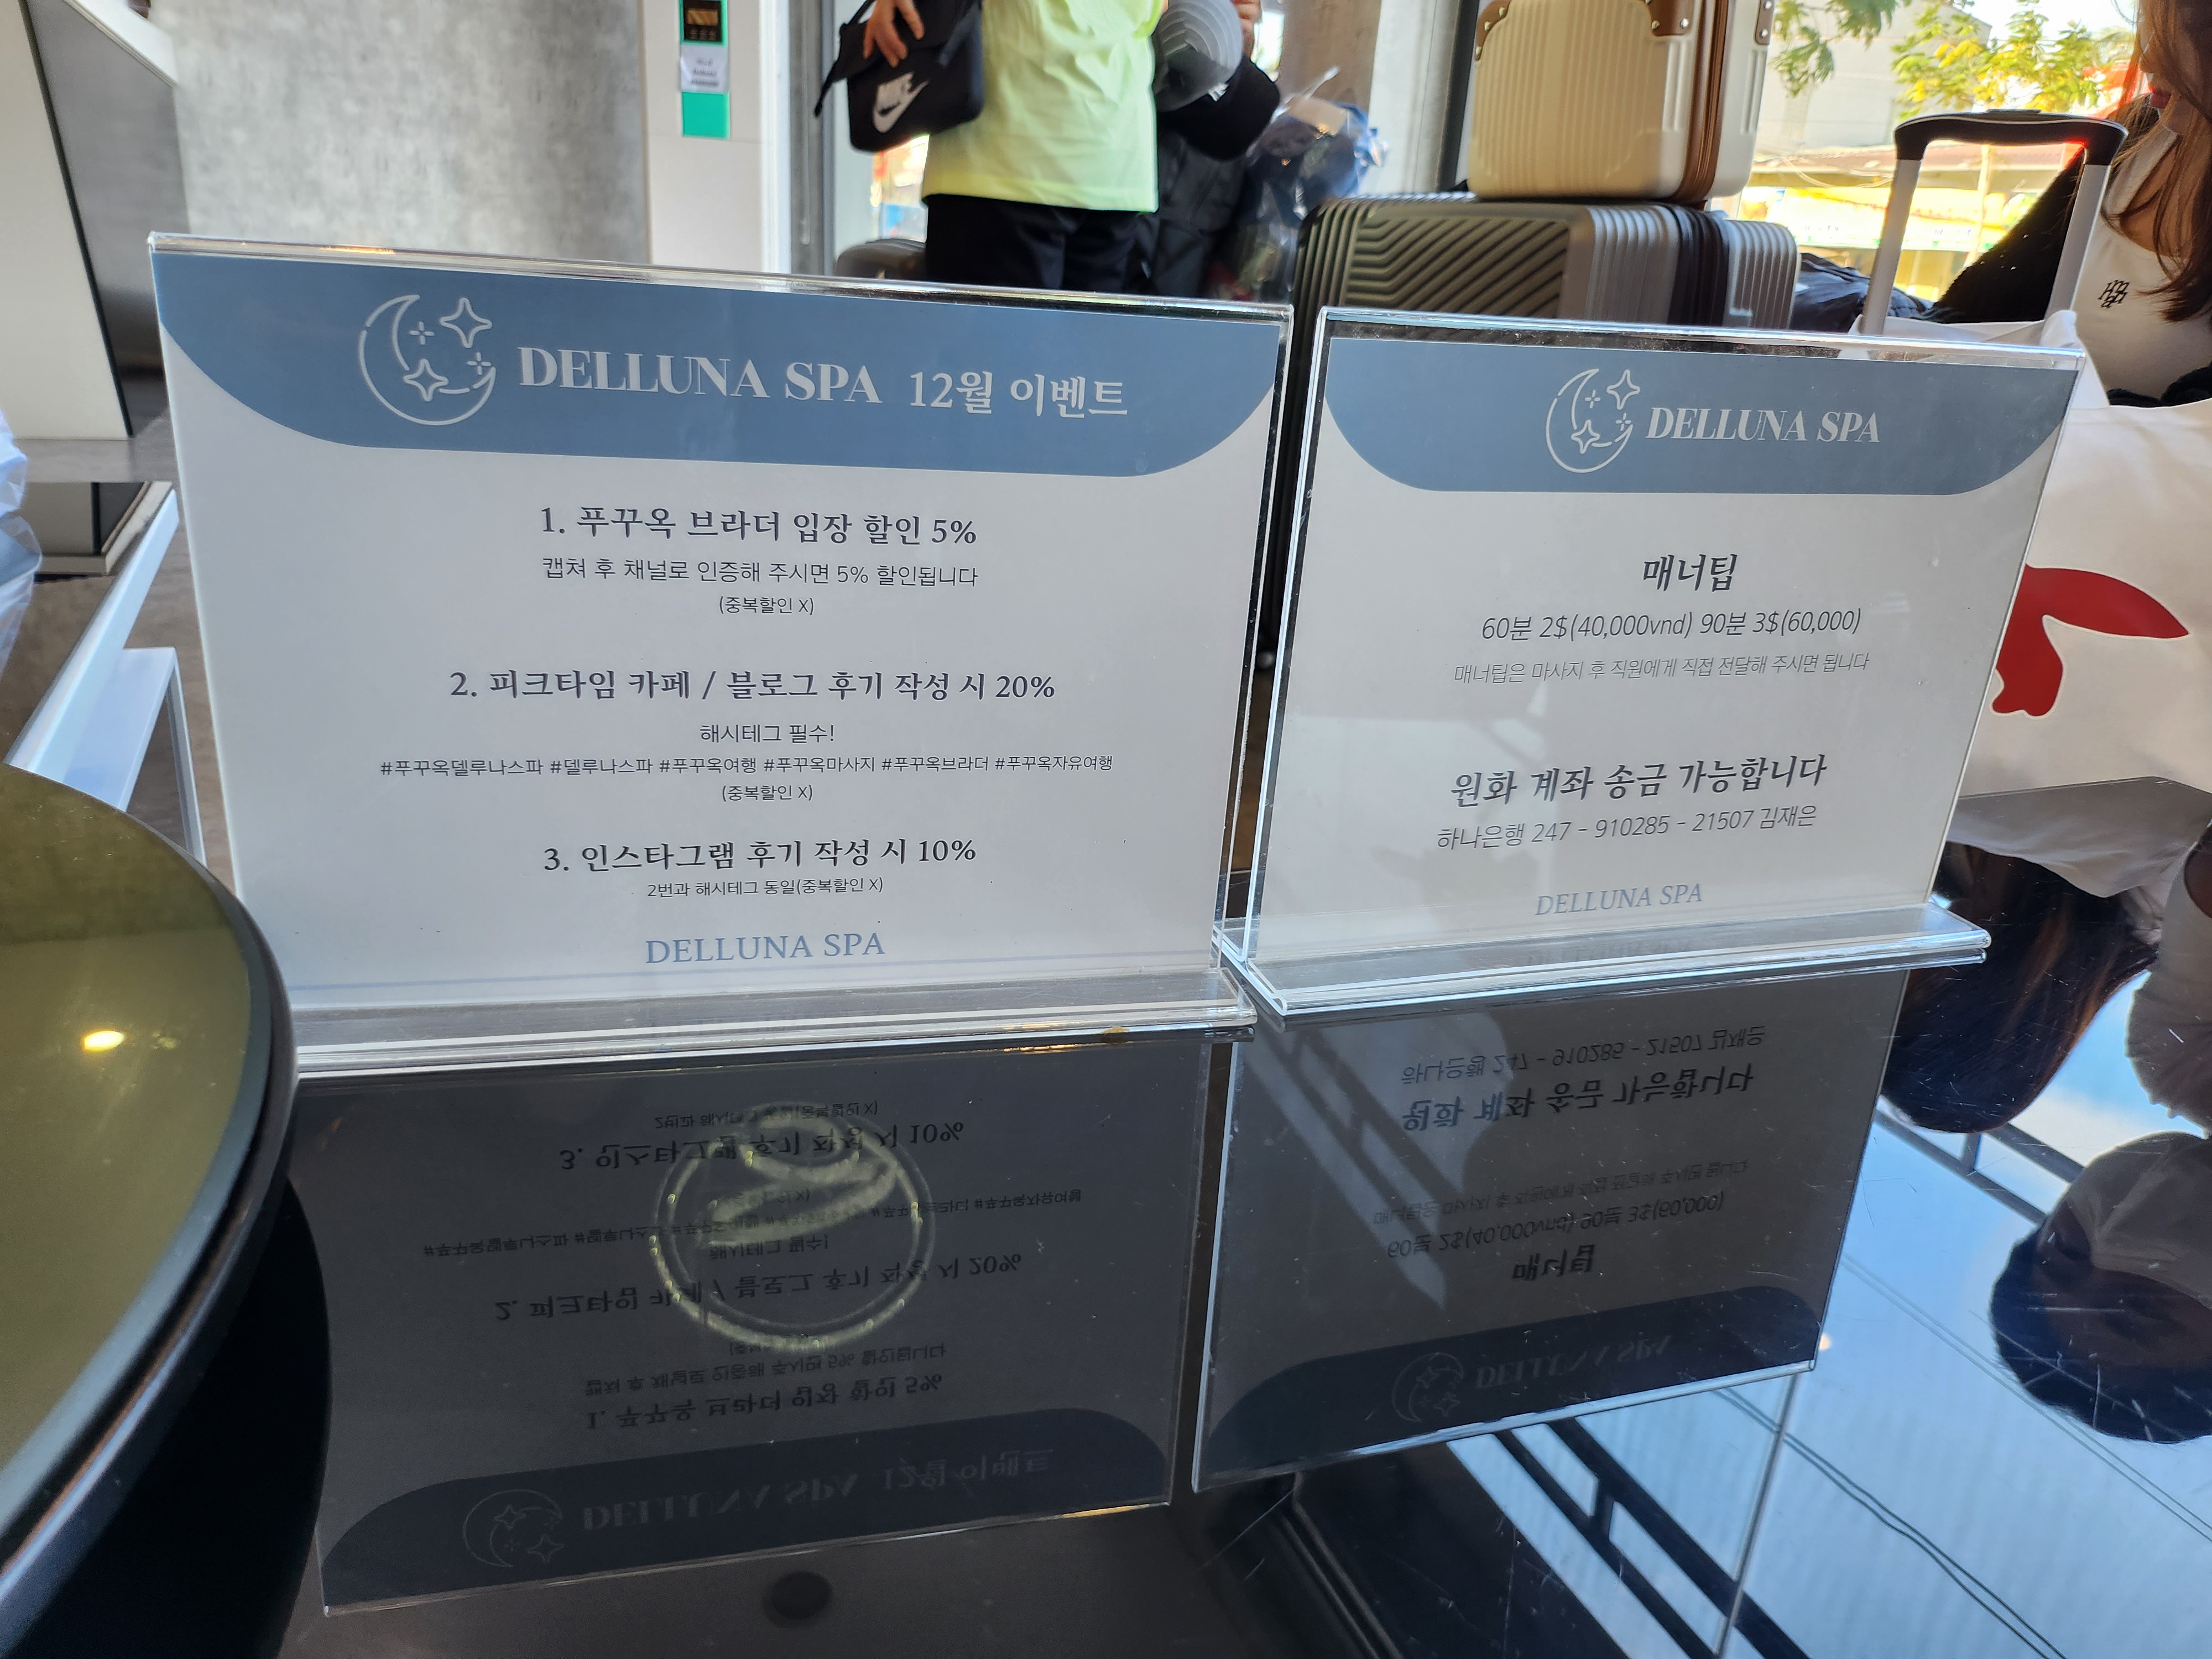 DELLUNA SPA 12월 이벤트
1. 푸꾸옥 브라더 입장 할인 5%
캡쳐 후 채널로 인증해 주시면 5% 할인됩니다
(중복할인 X)
2. 피크타임 카페 / 블로그 후기 작성 시 20%
해시테그 필수!
#푸꾸옥델루나스파 #델루나스파 #푸꾸옥여행 #푸꾸옥마사지 #푸꾸옥브라더 #푸꾸옥자유여행
(중복할인 X)
3. 인스타그램 후기 작성 시 10%
2번과 해시테그 동일(중복할인 X)
DELLUNA SPA
DELLUNA SPA
매너팁
60분 2$(40,000vnd) 90분 3$(60,000)
매너팁은 마사지 후 직원에게 직접 전달해 주시면 됩니다
원화 계좌 송금 가능합니다
하나은행 247 - 910285 - 21507 김재은
DELLUNA SPA